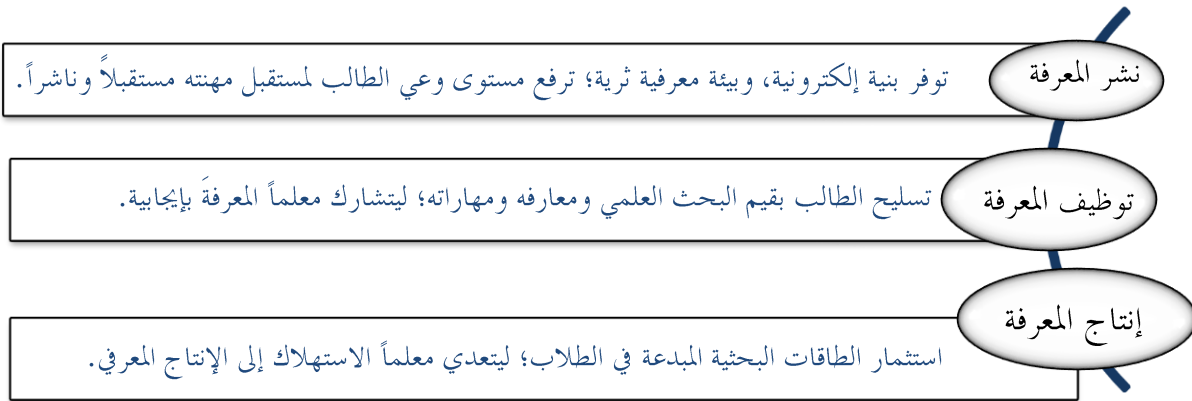 نشر المعرفة
توفر بنية إلكترونية، وبيئة معرفية ثرية؛ ترفع مستوى وعي الطالب لمستقبل مهنته مستقبلاً وناشراً.
توظيف المعرفة
تسليح الطالب بقيم البحث العلمي ومعارفه ومهاراته؛ ليتشارك معلماً المعرفةَ بإيجابية.
إنتاج المعرفة
استثمار الطاقات البحثية المبدعة في الطلاب؛ ليتعدي معلماً الاستهلاك إلى الإنتاج المعرفي.